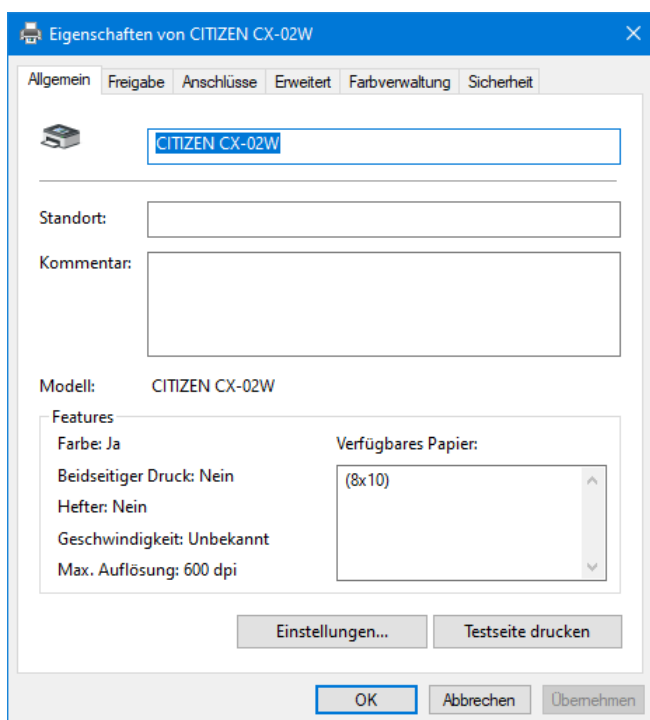 Eigenschaften von CITIZEN CX-02W
Allgemein Freigabe Anschlüsse Erweitert Farbverwaltung Sicherheit
CITIZEN CX-02W
Standort:
Kommentar:
Modell: CITIZEN CX-02W
Features
Farbe: Ja Verfügbares Papier:
Beidseitiger Druck: Nein (8x10)
Hefter: Nein
Geschwindigkeit: Unbekannt
Max. Auflösung: 600 dpi
Einstellungen... Testseite drucken
OK Abbrechen Übernehmen